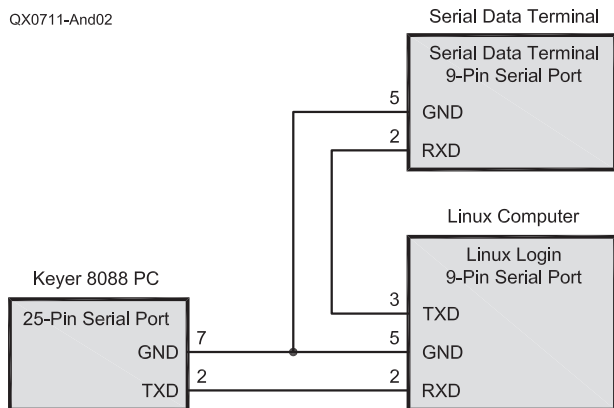 QX0711-And02
Serial Data Terminal
Serial Data Terminal
9-Pin Serial Port
5
GND
2
RXD
Linux Computer
Linux Login
9-Pin Serial Port
3
TXD
5
GND
2
RXD
Keyer 8088 PC
25-Pin Serial Port
GND
7
TXD
2